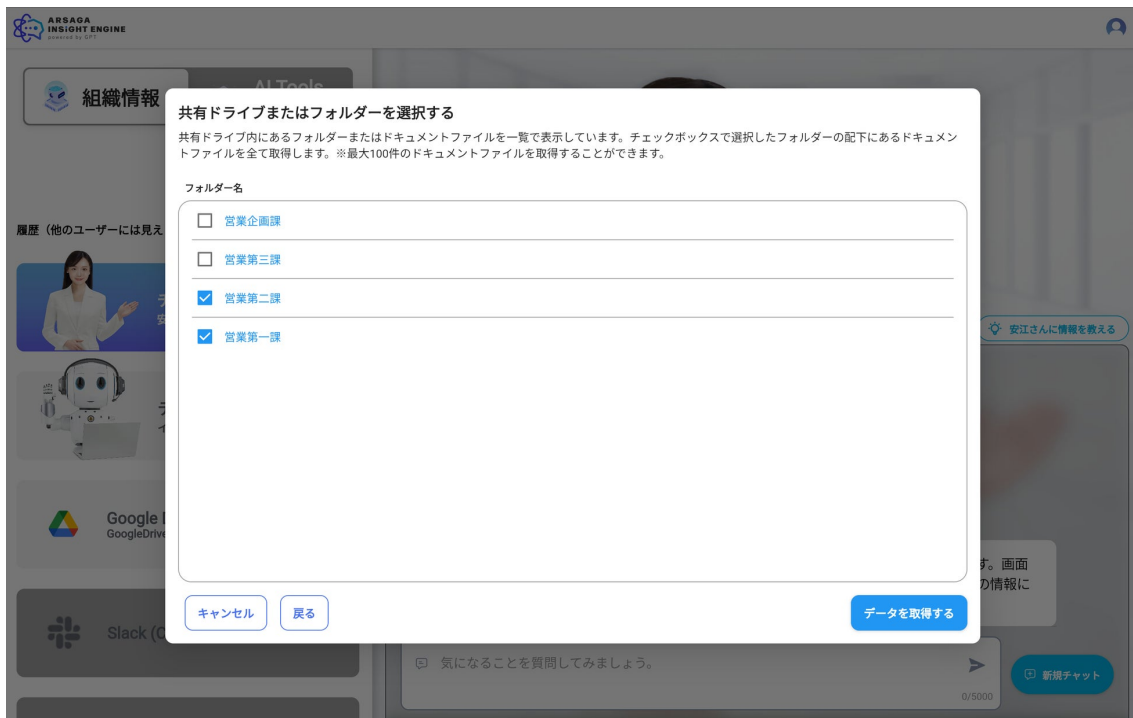 ARSAGA
INSIGHT ENGINE
powered by GPT
組織情報
AI Tools
共有ドライブまたはフォルダーを選択する
共有ドライブ内にあるフォルダーまたはドキュメントファイルを一覧で表示しています。チェックボックスで選択したフォルダーの配下にあるドキュメン
トファイルを全て取得します。※最大100件のドキュメントファイルを取得することができます。
フォルダー名
営業企画課
営業第三課
営業第二課
営業第一課
キャンセル
戻る
データを取得する
履歴（他のユーザーには見え
Google
GoogleDrive
Slack (
安江さんに情報を教える
す。画面
の情報に
気になることを質問してみましょう。
0/5000
新規チャット